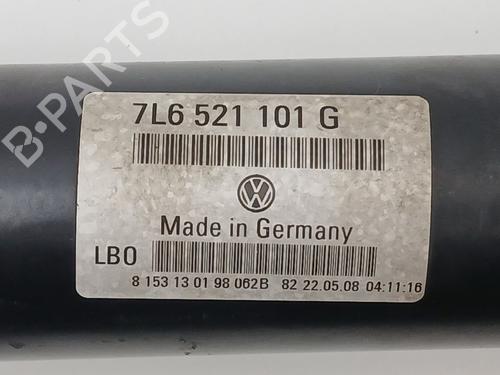 B-PARTS
7L6 521 101 G
Made in Germany
LBO
8 153 13 01 98 062B 82 22.05.08 04:11:16